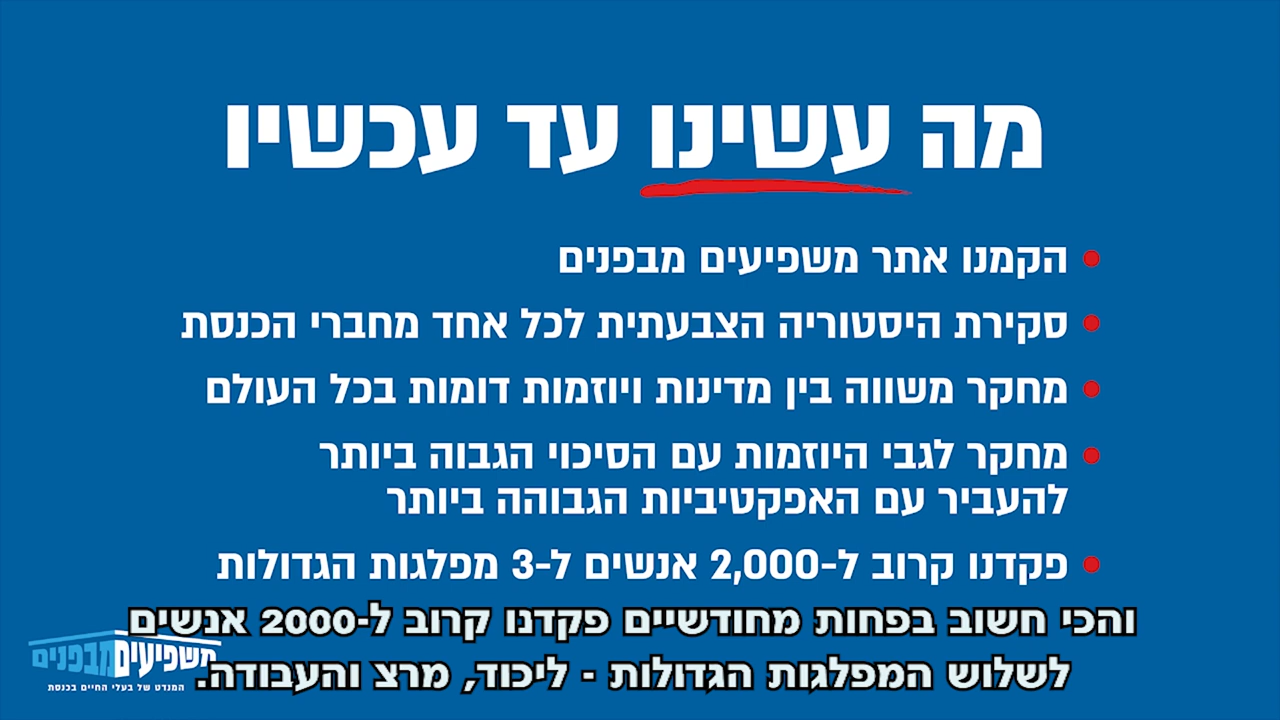 מה עשינו עד עכשיו
הקמנו אתר משפיעים מבפנים
סקירת היסטוריה הצבעתית לכל אחד מחברי הכנסת
מחקר משווה בין מדינות ויוזמות דומות בכל העולם
מחקר לגבי היוזמות עם הסיכוי הגבוה ביותר
להעביר עם האפקטיביות הגבוהה ביותר
פקדנו קרוב ל-2,000 אנשים ל-3 מפלגות הגדולות
והכי חשוב בפחות מחודשיים פקדנו קרוב ל-2000 אנשים
לשלוש המפלגות הגדולות - ליכוד, מרצ והעבודה.
משפיעים מבפנים
המנדט של בעלי החיים בכנסת